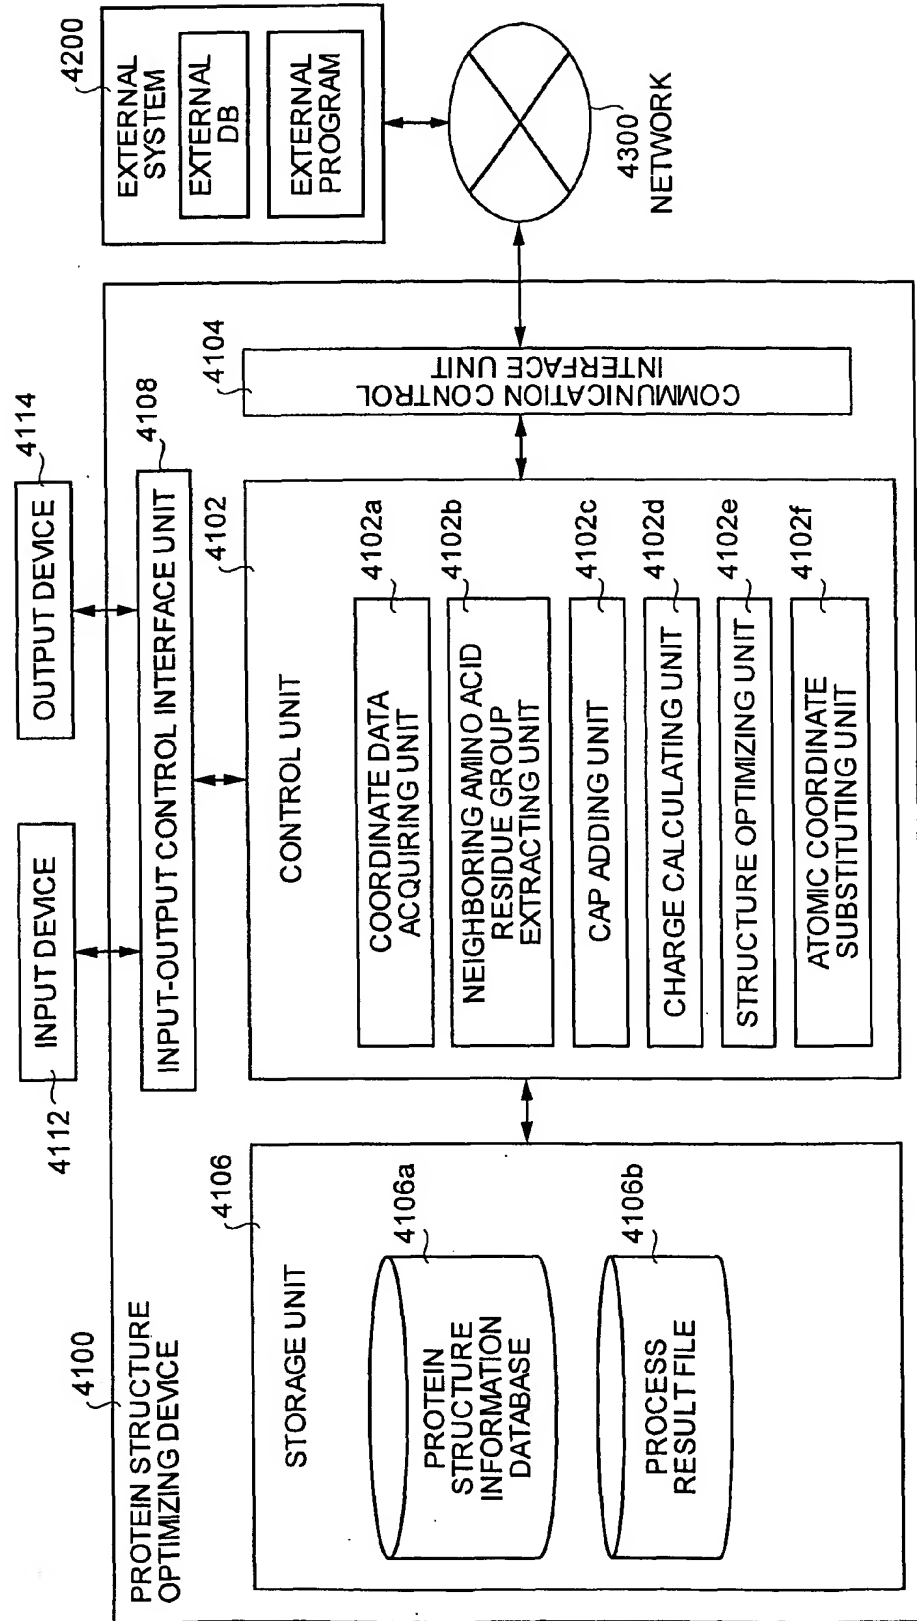 4112
INPUT DEVICE
OUTPUT DEVICE
4114
4100
PROTEIN STRUCTURE
OPTIMIZING DEVICE
INPUT-OUTPUT CONTROL INTERFACE UNIT
4108
4106
STORAGE UNIT
PROTEIN
STRUCTURE
INFORMATION
DATABASE
4106a
PROCESS
RESULT FILE
4106b
4102
CONTROL UNIT
COORDINATE DATA
ACQUIRING UNIT
4102a
NEIGHBORING AMINO ACID
RESIDUE GROUP
EXTRACTING UNIT
4102b
CAP ADDING UNIT
4102c
CHARGE CALCULATING UNIT
4102d
STRUCTURE OPTIMIZING UNIT
4102e
ATOMIC COORDINATE
SUBSTITUTING UNIT
4102f
4104
COMMUNICATION CONTROL
INTERFACE UNIT
4200
EXTERNAL
SYSTEM
EXTERNAL
DB
EXTERNAL
PROGRAM
4300
NETWORK